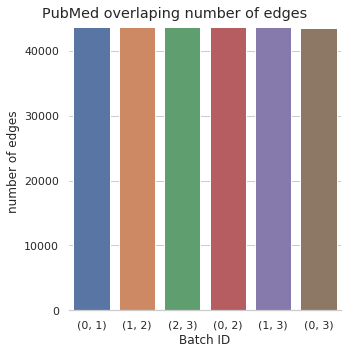 PubMed overlaping number of edges
number of edges
40000
30000
20000
10000
0
(0, 1) (1, 2) (2, 3) (0, 2) (1, 3) (0, 3)
Batch ID